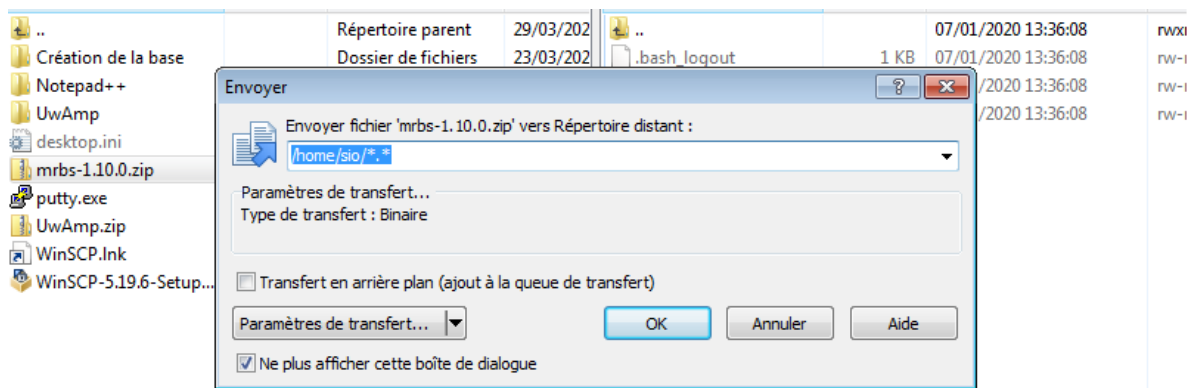 .. Répertoire parent 29/03/202 .. 07/01/2020 13:36:08
Création de la base Dossier de fichiers 23/03/202 .bash_logout 1 KB 07/01/2020 13:36:08
Notepad++ /2020 13:36:08
UwAmp /2020 13:36:08
desktop.ini
mrbs-1.10.0.zip
putty.exe
UwAmp.zip
WinSCP.lnk
WinSCP-5.19.6-Setup...
Envoyer
Envoyer fichier 'mrbs-1.10.0.zip' vers Répertoire distant :
/home/sio/*.*
Paramètres de transfert...
Type de transfert : Binaire
Transfert en arrière plan (ajout à la queue de transfert)
Paramètres de transfert... OK Annuler Aide
Ne plus afficher cette boîte de dialogue